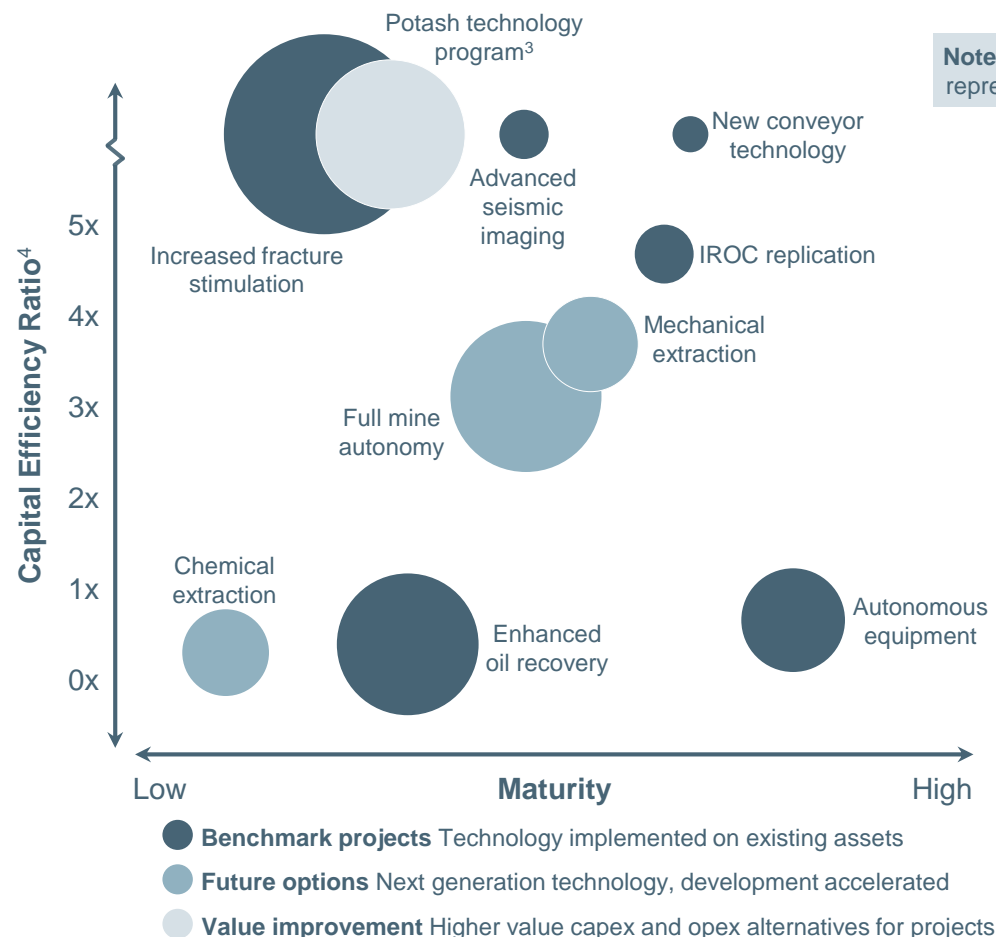 Potash technology
program³
Note
repre
New conveyor
technology
Advanced
seismic
imaging
5x
Increased fracture
stimulation
IROC replication
4x
Mechanical
extraction
3x
Full mine
autonomy
2x
Capital Efficiency Ratio⁴
1x
Chemical
extraction
Enhanced
oil recovery
Autonomous
equipment
0x
Low
Maturity
High
Benchmark projects Technology implemented on existing assets
Future options Next generation technology, development accelerated
Value improvement Higher value capex and opex alternatives for projects